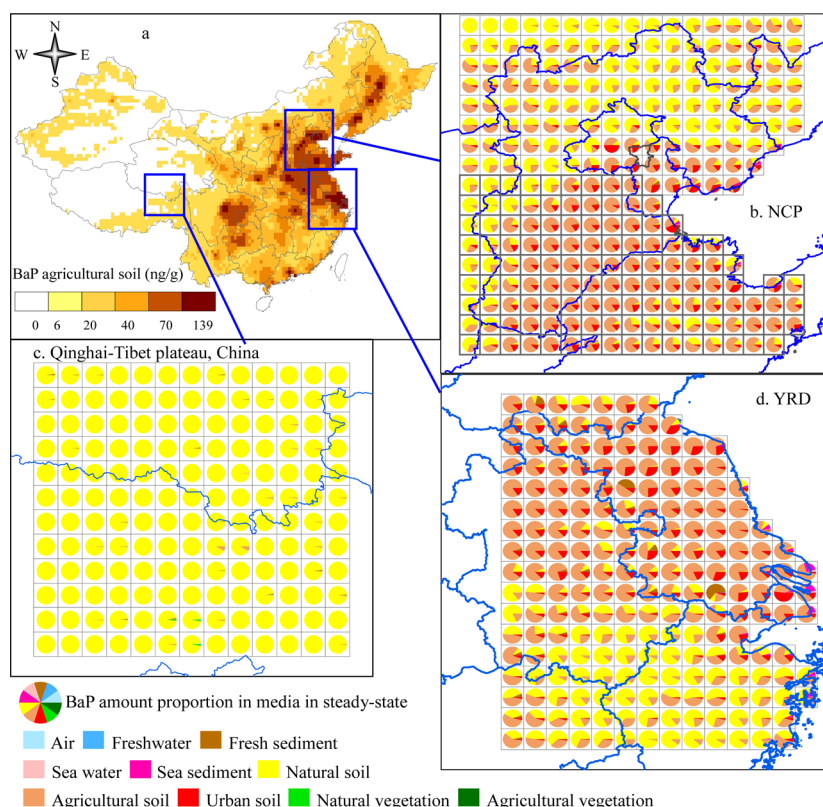 a
N
W E
S
BaP agricultural soil (ng/g)
0 6 20 40 70 139
b. NCP
c. Qinghai-Tibet plateau, China
d. YRD
BaP amount proportion in media in steady-state
Air Freshwater Fresh sediment
Sea water Sea sediment Natural soil
Agricultural soil Urban soil Natural vegetation Agricultural vegetation